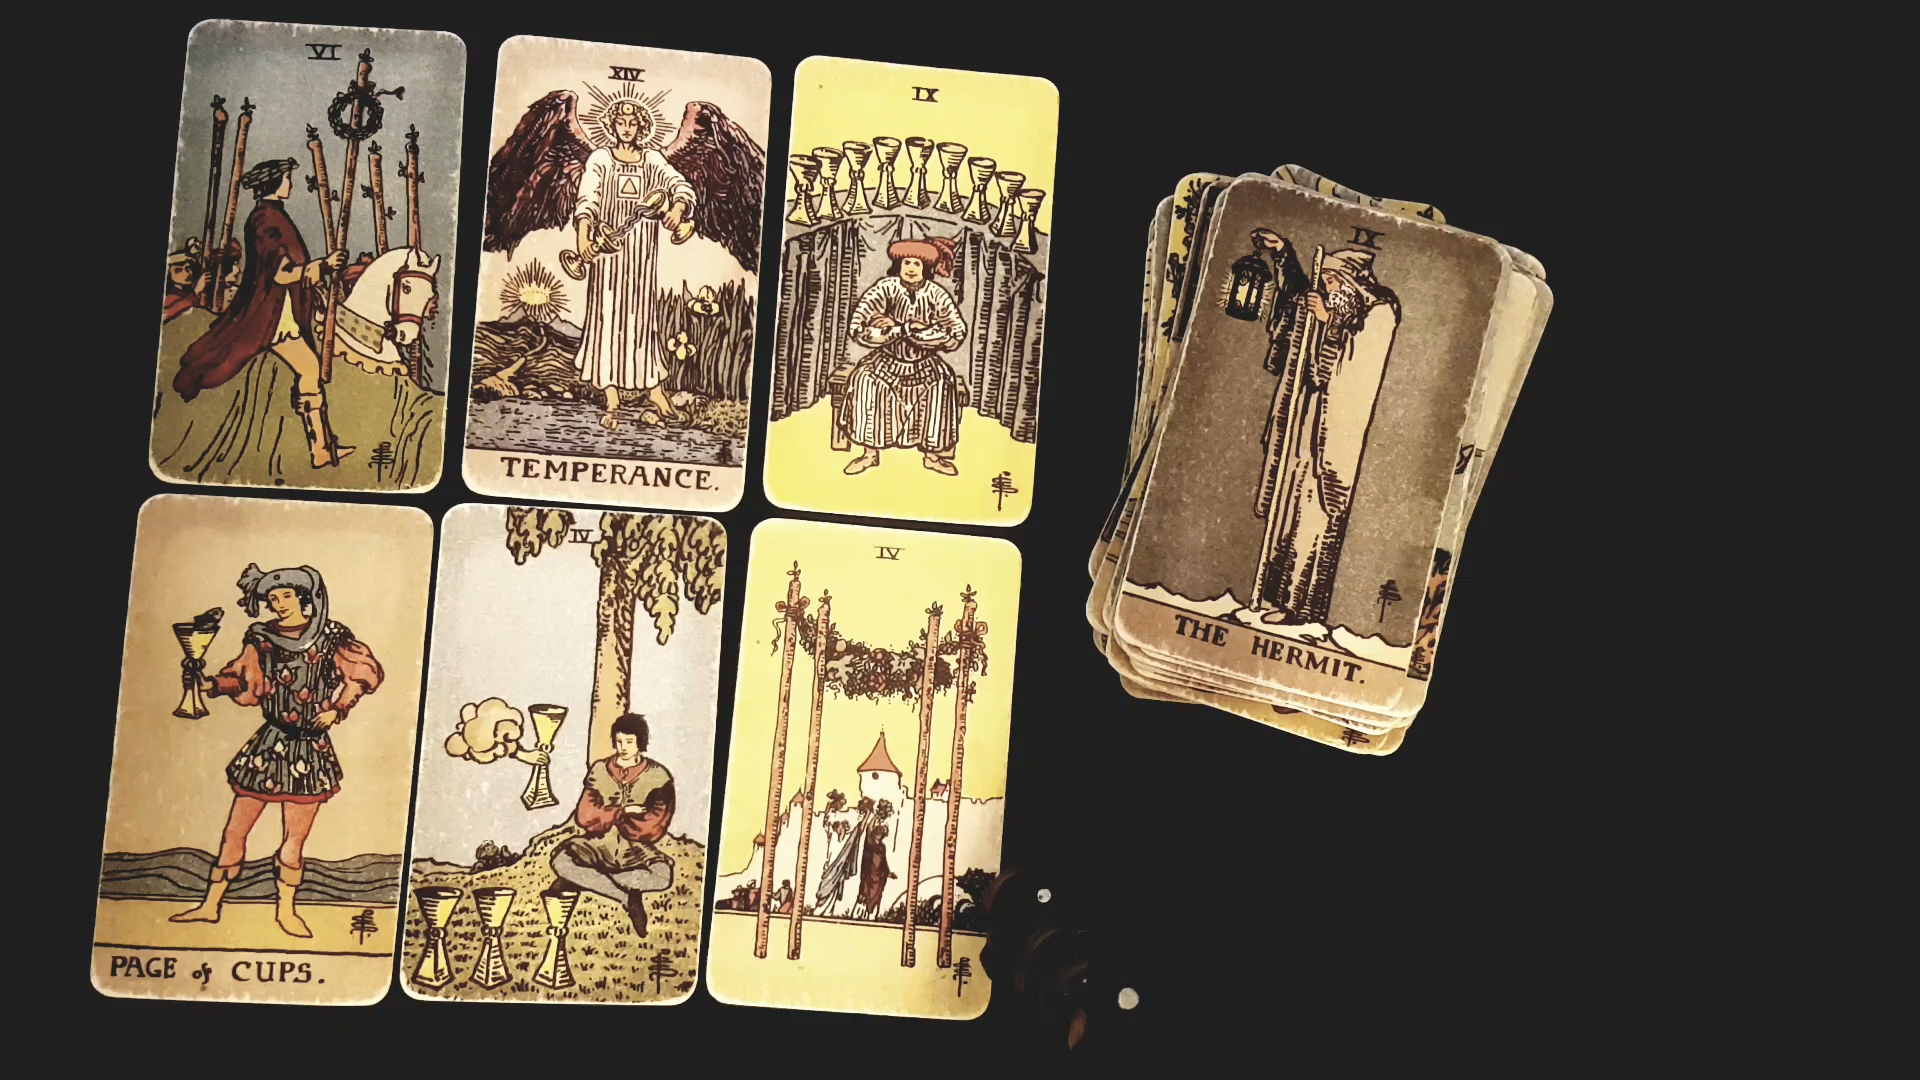 VI
XIV
TEMPERANCE.
IX
PAGE of CUPS.
IV
IV
IX
THE HERMIT.